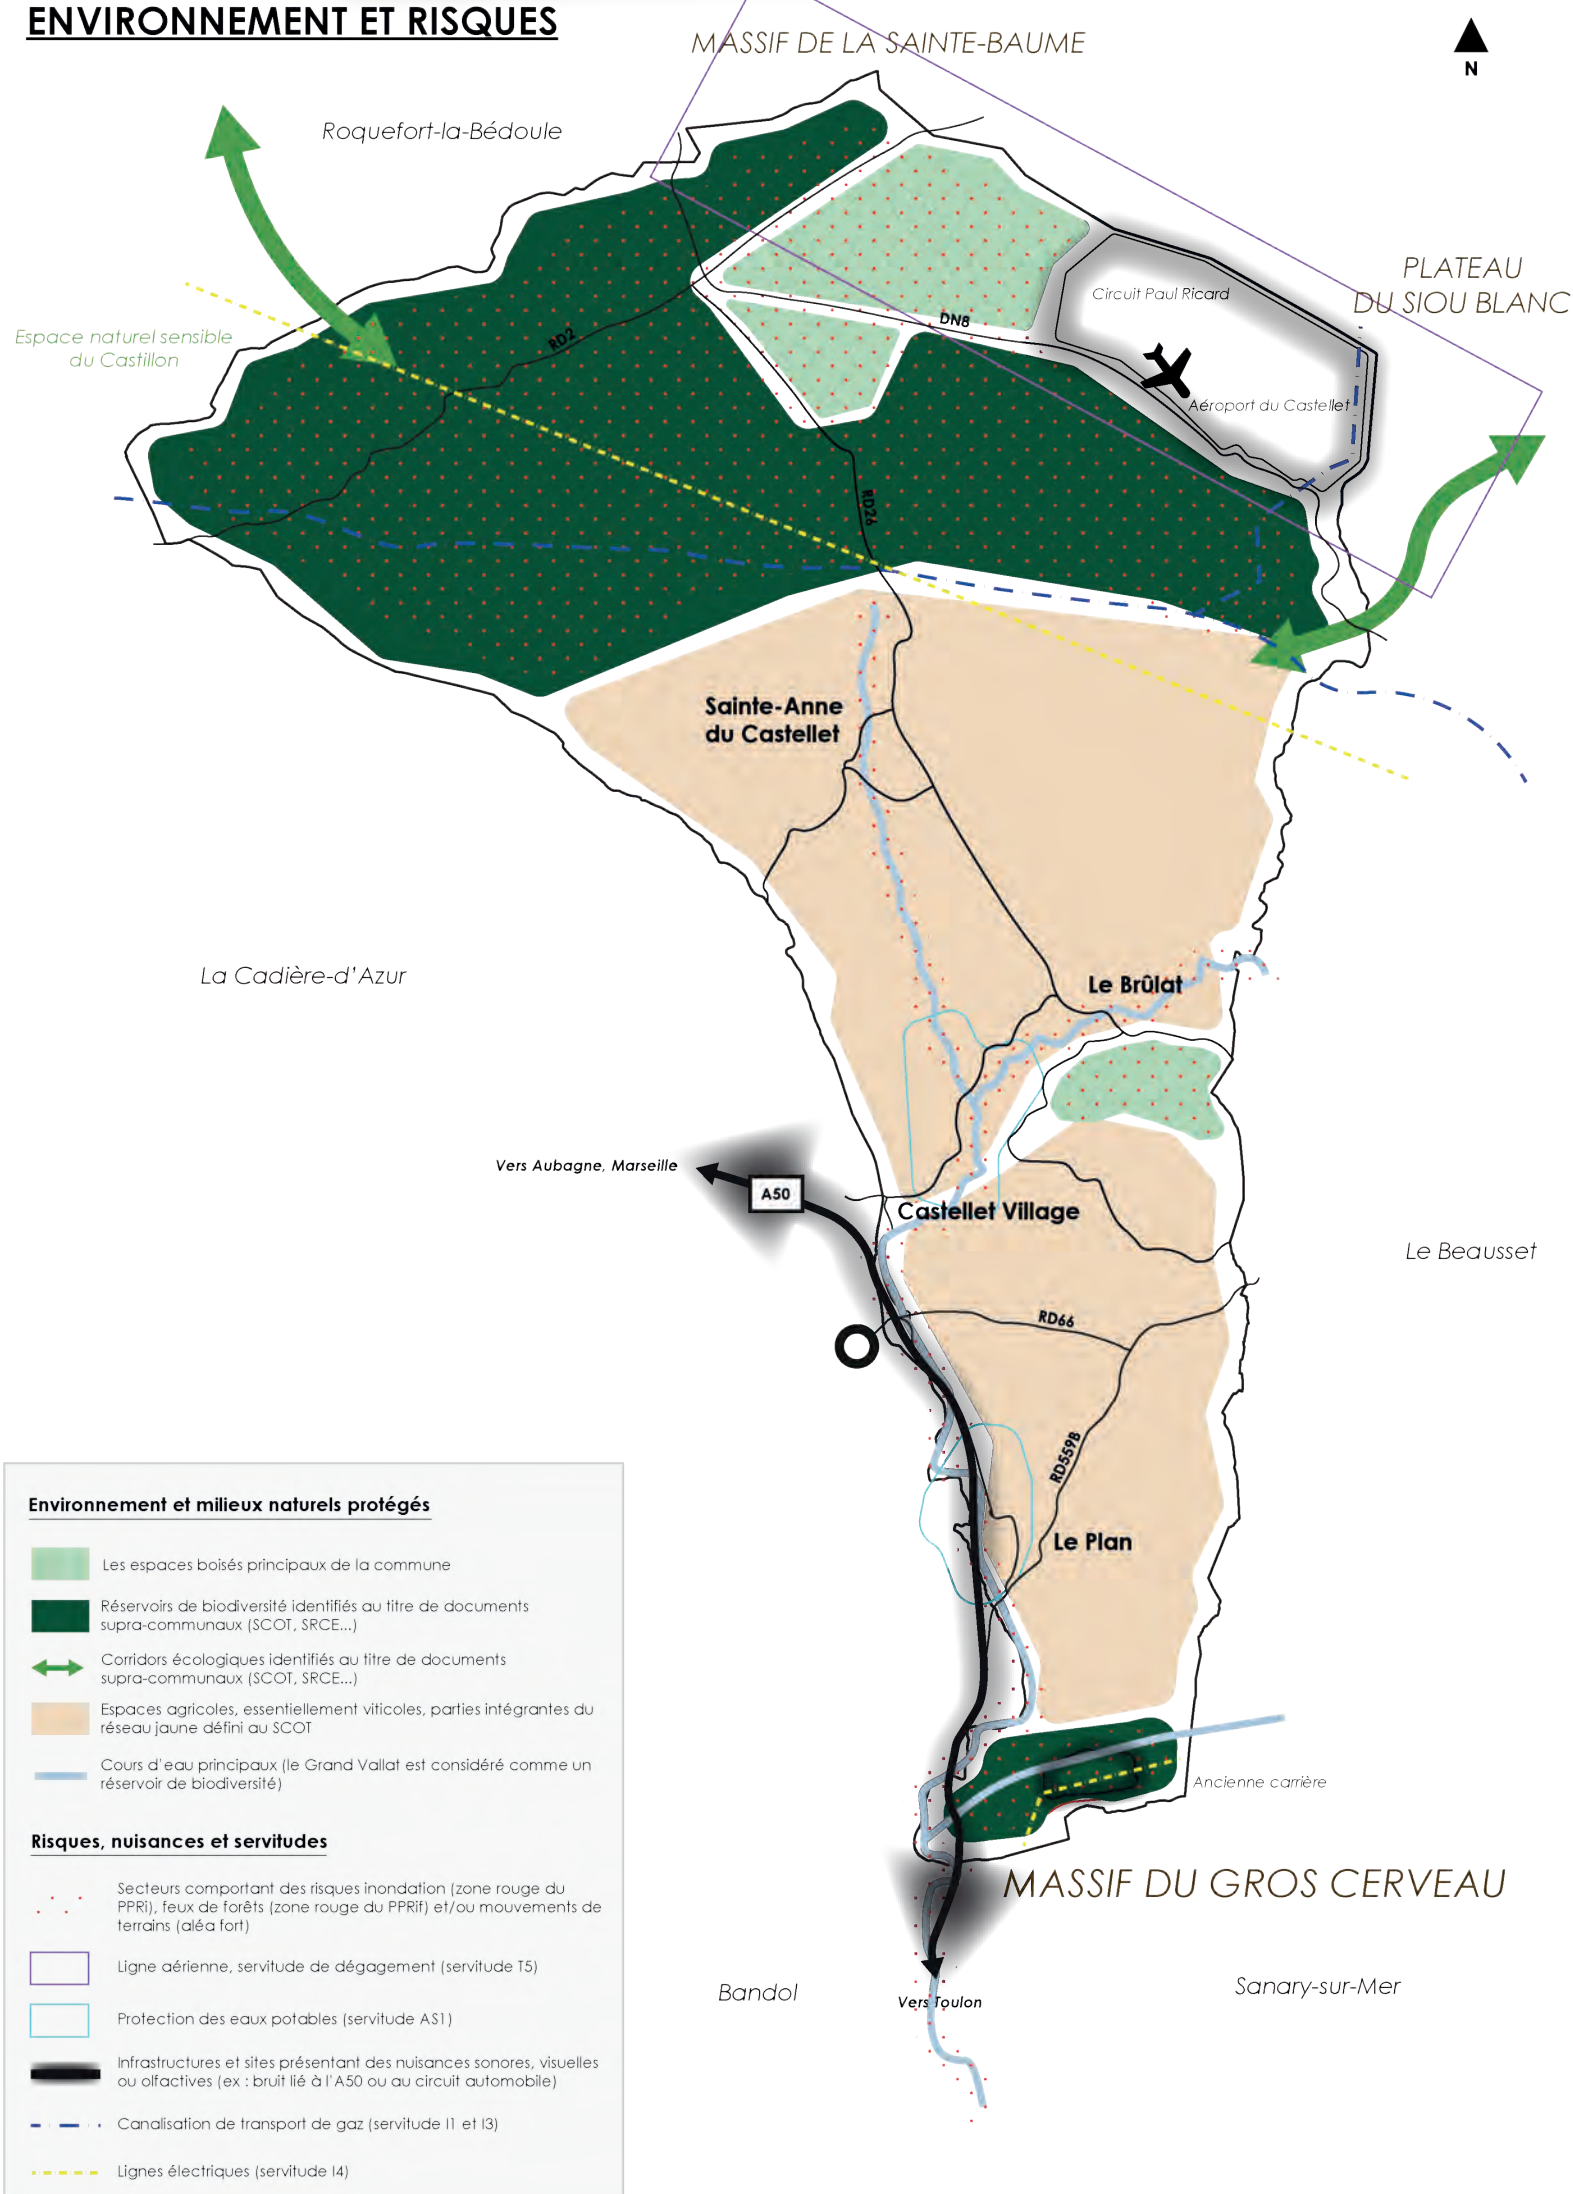 ENVIRONNEMENT ET RISQUES
MASSIF DE LA SAINTE-BAUME
N
Roquefort-la-Bédoule
PLATEAU
DU SIOU BLANC
Circuit Paul Ricard
DN8
Espace naturel sensible
du Castillon
RD2
Aéroport du Castellet
RD26
Sainte-Anne
du Castellet
La Cadière-d'Azur
Le Brûlat
Vers Aubagne, Marseille
A50
Castellet Village
Le Beausset
RD66
RD559B
Le Plan
Ancienne carrière
MASSIF DU GROS CERVEAU
Bandol
Vers Toulon
Sanary-sur-Mer
Environnement et milieux naturels protégés
Les espaces boisés principaux de la commune
Réservoirs de biodiversité identifiés au titre de documents
supra-communaux (SCOT, SRCE...)
Corridors écologiques identifiés au titre de documents
supra-communaux (SCOT, SRCE...)
Espaces agricoles, essentiellement viticoles, parties intégrantes du
réseau jaune défini au SCOT
Cours d'eau principaux (le Grand Vallat est considéré comme un
réservoir de biodiversité)
Risques, nuisances et servitudes
Secteurs comportant des risques inondation (zone rouge du
PPRi), feux de forêts (zone rouge du PPRif) et/ou mouvements de
terrains (aléa fort)
Ligne aérienne, servitude de dégagement (servitude T5)
Protection des eaux potables (servitude AS1)
Infrastructures et sites présentant des nuisances sonores, visuelles
ou olfactives (ex : bruit lié à l'A50 ou au circuit automobile)
Canalisation de transport de gaz (servitude I1 et I3)
Lignes électriques (servitude I4)